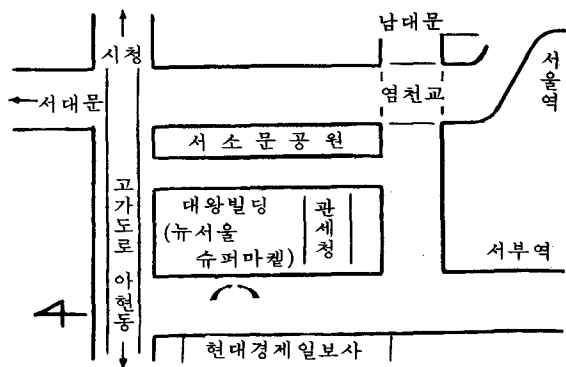 남대문
시청
서울역
염천교
서대문
서소문공원
고가도로 아현동
대왕빌딩
(뉴서울
슈퍼마켙)
관세청
서부역
현대경제일보사